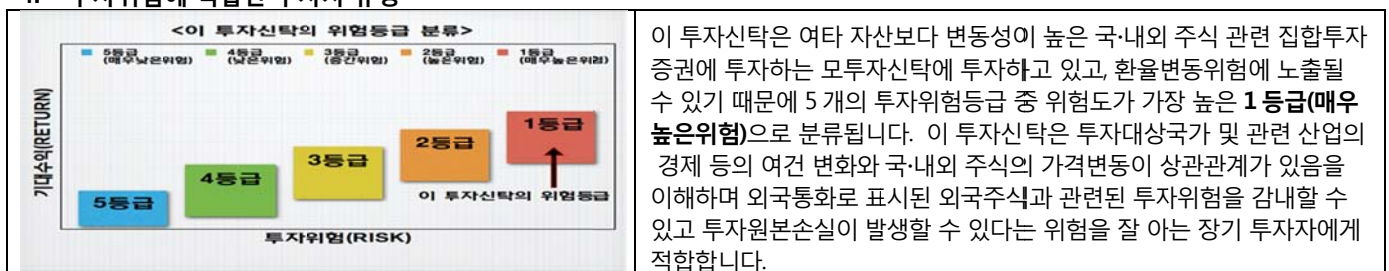 <이 투자신탁의 위험등급 분류>
5등급 4등급 3등급 2등급 1등급
(매우낮은위험) (낮은위험) (중간위험) (높은위험) (매우높은위험)
기대수익(RETURN)
1등급
2등급
3등급
4등급
5등급
이 투자신탁의 위험등급
투자위험(RISK)
이 투자신탁은 여타 자산보다 변동성이 높은 국·내외 주식 관련 집합투자
증권에 투자하는 모투자신탁에 투자하고 있고, 환율변동위험에 노출될
수 있기 때문에 5 개의 투자위험등급 중 위험도가 가장 높은 1 등급(매우
높은위험)으로 분류됩니다. 이 투자신탁은 투자대상국가 및 관련 산업의
경제 등의 여건 변화와 국·내외 주식의 가격변동이 상관관계가 있음을
이해하며 외국통화로 표시된 외국주식과 관련된 투자위험을 감내할 수
있고 투자원본손실이 발생할 수 있다는 위험을 잘 아는 장기 투자자에게
적합합니다.